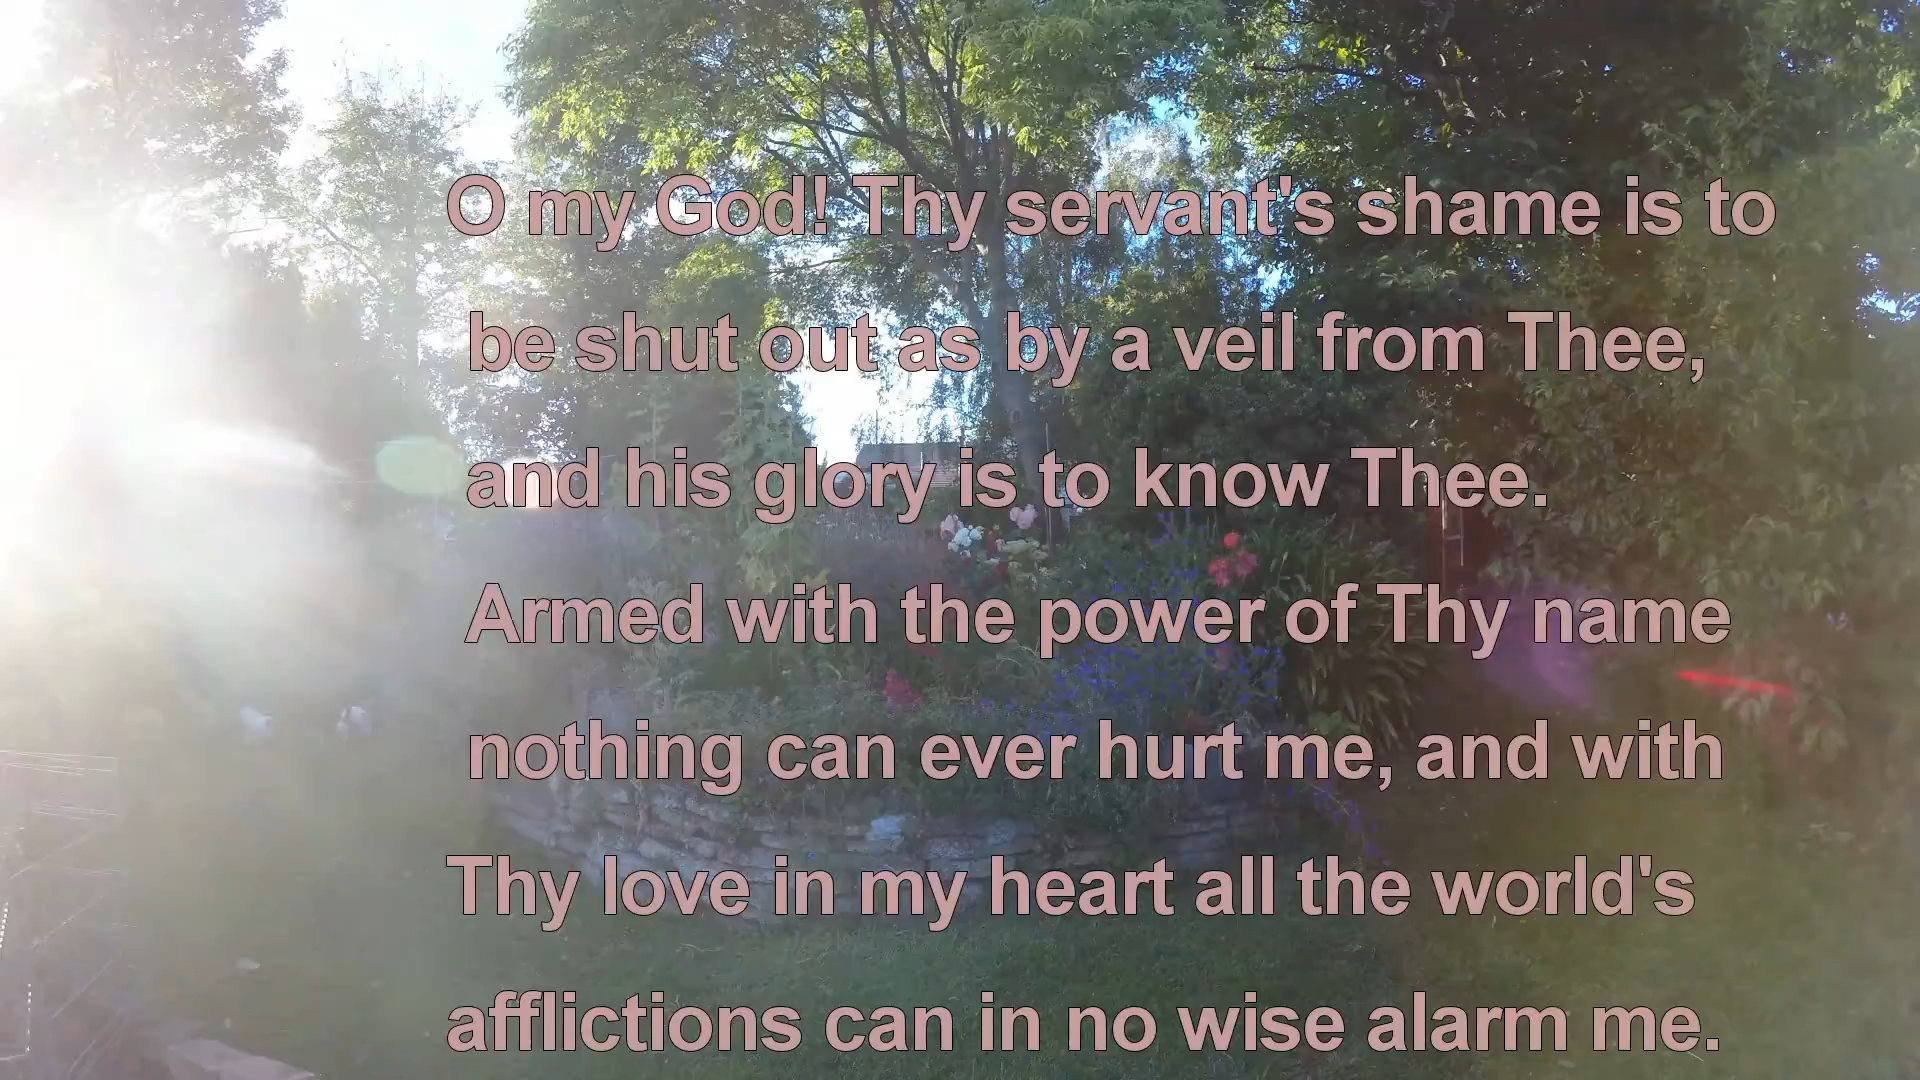 O my God! Thy servant's shame is to
be shut out as by a veil from Thee,
and his glory is to know Thee.
Armed with the power of Thy name
nothing can ever hurt me, and with
Thy love in my heart all the world's
afflictions can in no wise alarm me.